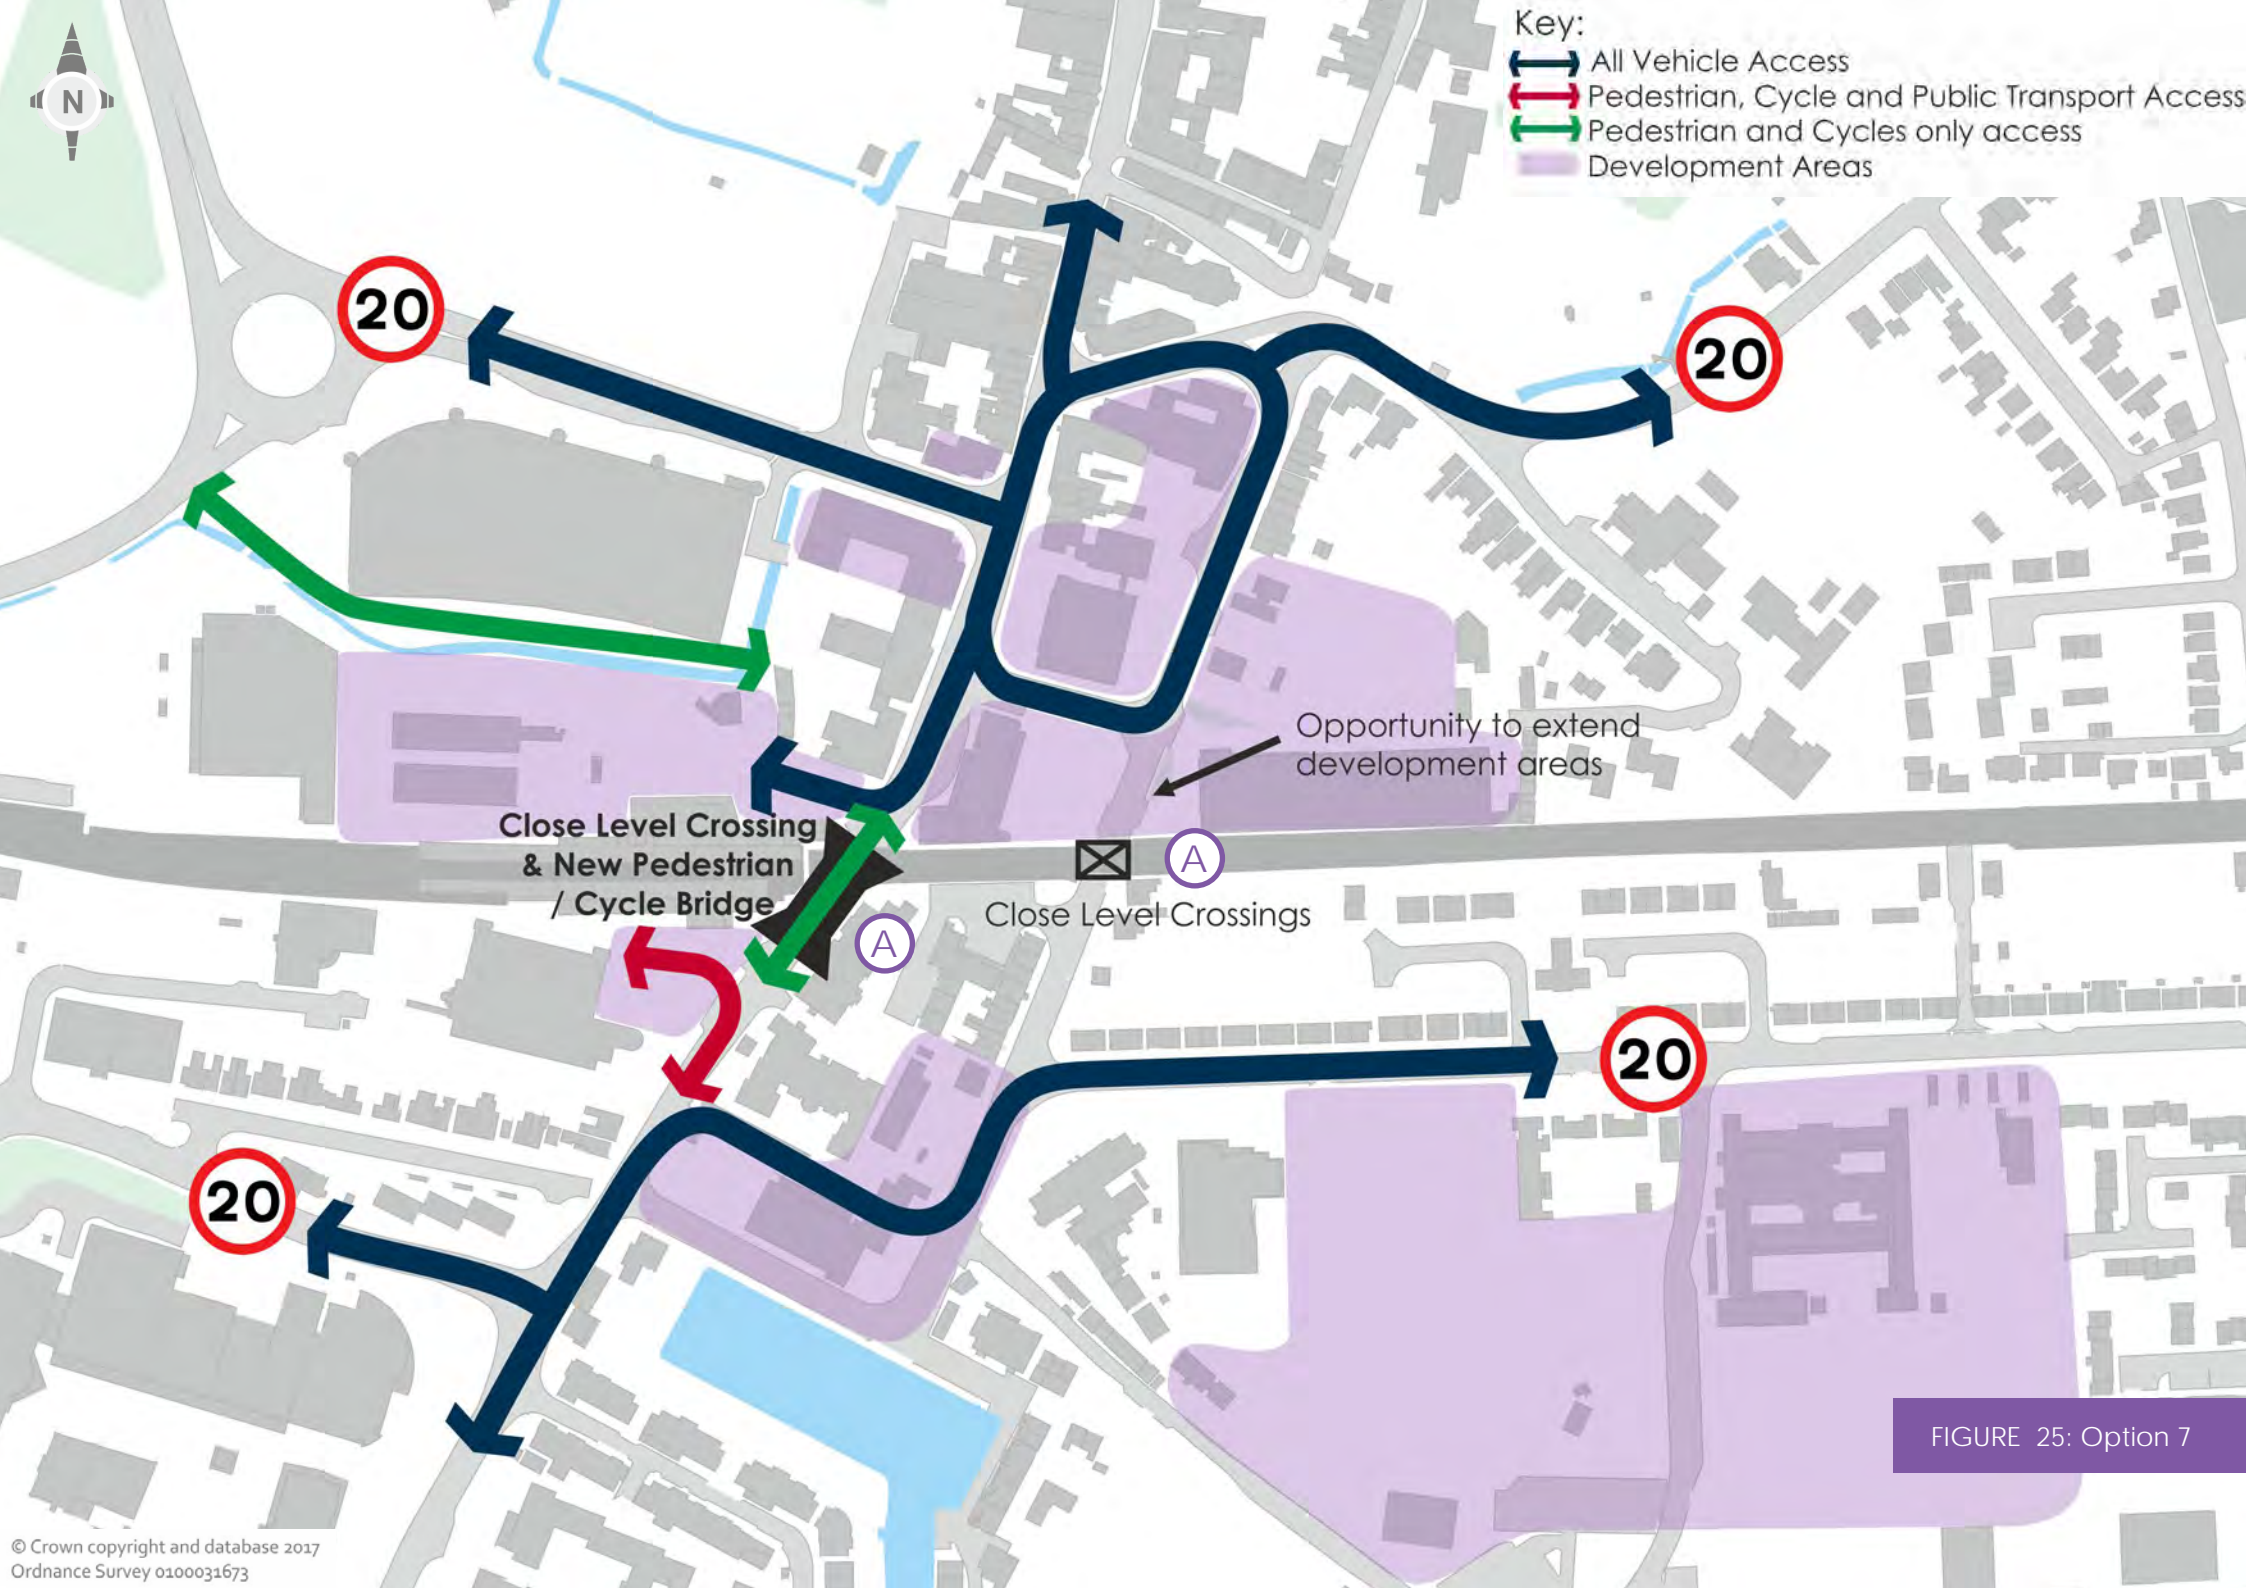 Key:
All Vehicle Access
Pedestrian, Cycle and Public Transport Access
Pedestrian and Cycles only access
Development Areas
N
20
20
Opportunity to extend
development areas
Close Level Crossing
& New Pedestrian
/ Cycle Bridge
A
Close Level Crossings
A
20
20
FIGURE 25: Option 7
© Crown copyright and database 2017
Ordnance Survey 0100031673